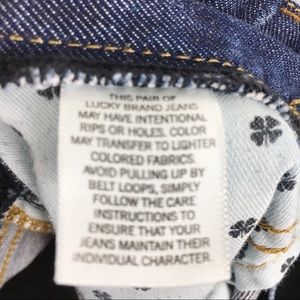 THIS PAIR OF
LUCKY BRAND JEANS
MAY HAVE INTENTIONAL
RIPS OR HOLES. COLOR
MAY TRANSFER TO LIGHTER
COLORED FABRICS.
AVOID PULLING UP BY
BELT LOOPS, SIMPLY
FOLLOW THE CARE
INSTRUCTIONS TO
ENSURE THAT YOUR
JEANS MAINTAIN THEIR
INDIVIDUAL CHARACTER.